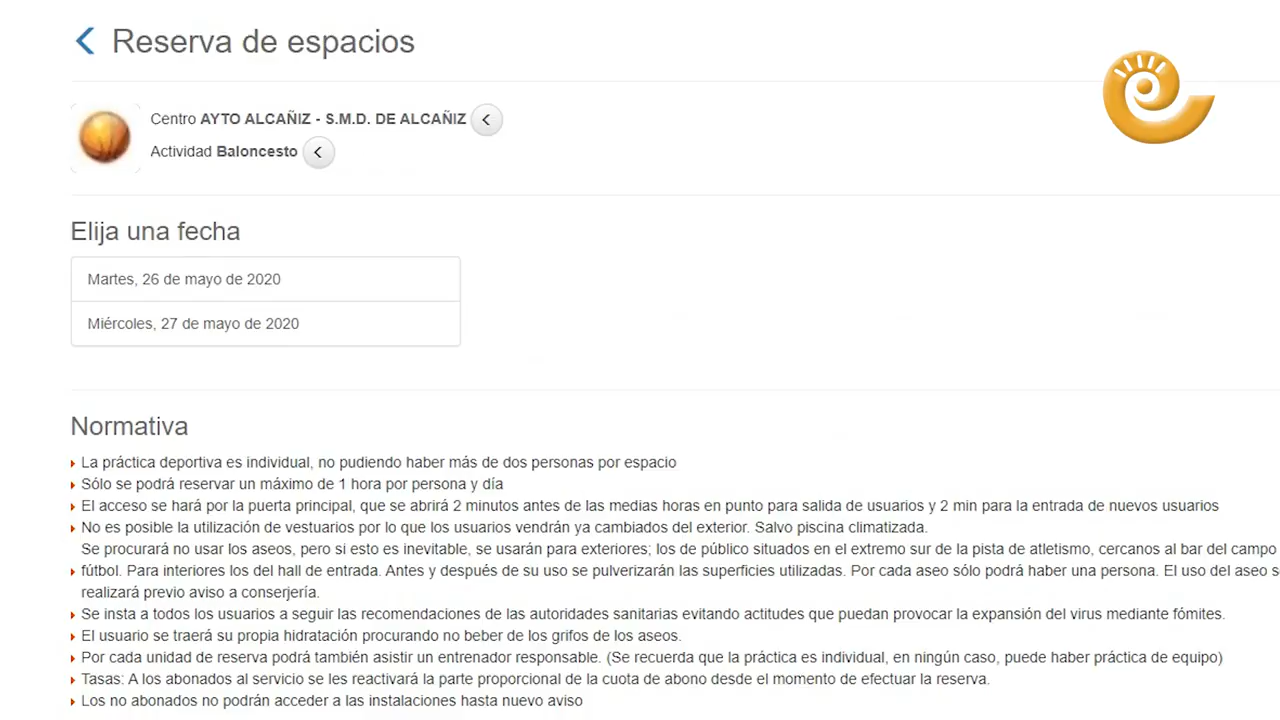 Reserva de espacios
Centro AYTO ALCAÑIZ - S.M.D. DE ALCAÑIZ
Actividad Baloncesto
Elija una fecha
Martes, 26 de mayo de 2020
Miércoles, 27 de mayo de 2020
Normativa
La práctica deportiva es individual, no pudiendo haber más de dos personas por espacio
Sólo se podrá reservar un máximo de 1 hora por persona y día
El acceso se hará por la puerta principal, que se abrirá 2 minutos antes de las medias horas en punto para salida de usuarios y 2 min para la entrada de nuevos usuarios
No es posible la utilización de vestuarios por lo que los usuarios vendrán ya cambiados del exterior. Salvo piscina climatizada.
Se procurará no usar los aseos, pero si esto es inevitable, se usarán para exteriores; los de público situados en el extremo sur de la pista de atletismo, cercanos al bar del campo
fútbol. Para interiores los del hall de entrada. Antes y después de su uso se pulverizarán las superficies utilizadas. Por cada aseo sólo podrá haber una persona. El uso del aseo
realizará previo aviso a conserjería.
Se insta a todos los usuarios a seguir las recomendaciones de las autoridades sanitarias evitando actitudes que puedan provocar la expansión del virus mediante fómites.
El usuario se traerá su propia hidratación procurando no beber de los grifos de los aseos.
Por cada unidad de reserva podrá también asistir un entrenador responsable. (Se recuerda que la práctica es individual, en ningún caso, puede haber práctica de equipo)
Tasas: A los abonados al servicio se les reactivará la parte proporcional de la cuota de abono desde el momento de efectuar la reserva.
Los no abonados no podrán acceder a las instalaciones hasta nuevo aviso